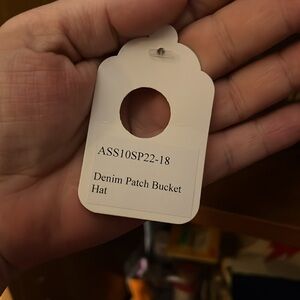 ASS10SP22-18
Denim Patch Bucket
Hat